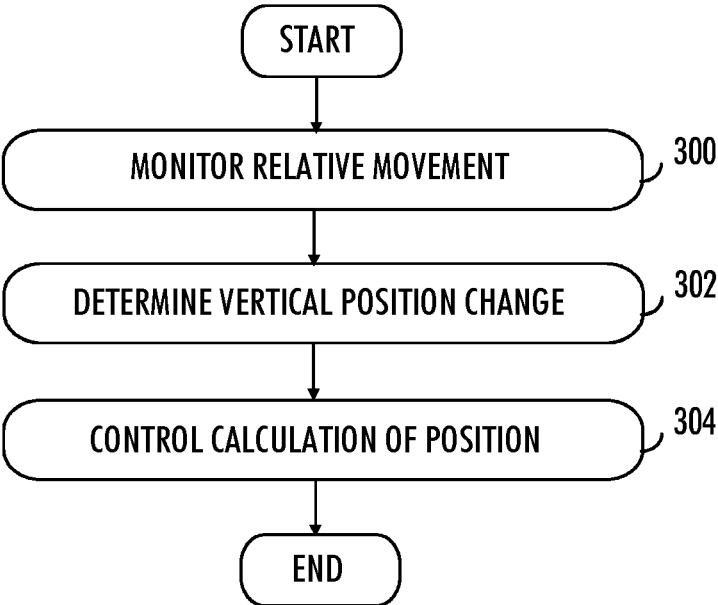 START
MONITOR RELATIVE MOVEMENT
300
DETERMINE VERTICAL POSITION CHANGE
302
CONTROL CALCULATION OF POSITION
304
END